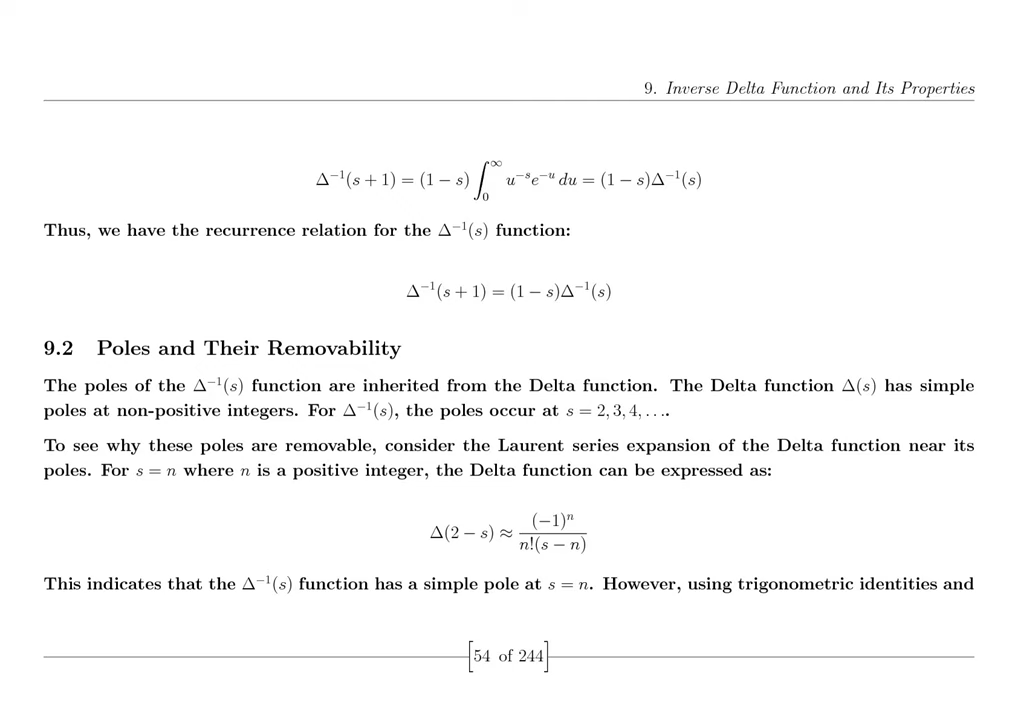 9. Inverse Delta Function and Its Properties
Δ⁻¹(s + 1) = (1 − s) ∫₀^∞ u⁻ˢe⁻ᵘ du = (1 − s)Δ⁻¹(s)
Thus, we have the recurrence relation for the Δ⁻¹(s) function:
Δ⁻¹(s + 1) = (1 − s)Δ⁻¹(s)
9.2 Poles and Their Removability
The poles of the Δ⁻¹(s) function are inherited from the Delta function. The Delta function Δ(s) has simple
poles at non-positive integers. For Δ⁻¹(s), the poles occur at s = 2, 3, 4, . . ..
To see why these poles are removable, consider the Laurent series expansion of the Delta function near its
poles. For s = n where n is a positive integer, the Delta function can be expressed as:
Δ(2 − s) ≈ (−1)ⁿ / n!(s − n)
This indicates that the Δ⁻¹(s) function has a simple pole at s = n. However, using trigonometric identities and
[54 of 244]